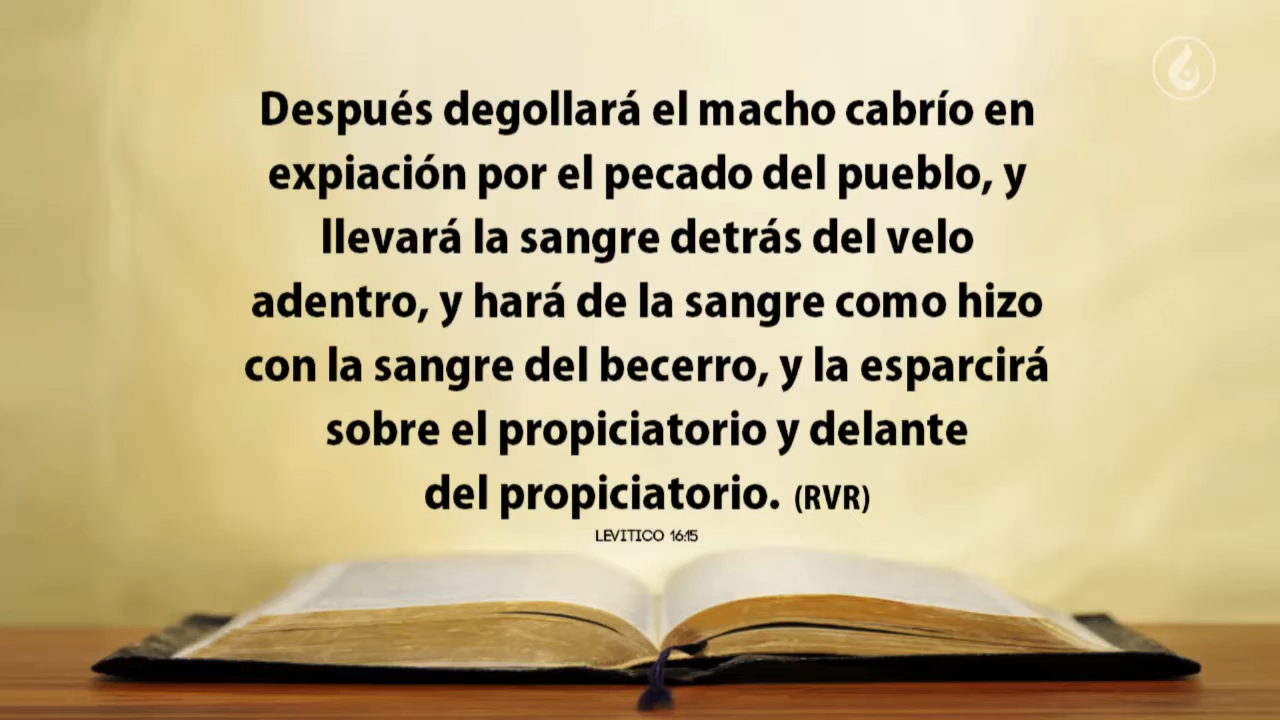 Después degollará el macho cabrío en
expiación por el pecado del pueblo, y
llevará la sangre detrás del velo
adentro, y hará de la sangre como hizo
con la sangre del becerro, y la esparcirá
sobre el propiciatorio y delante
del propiciatorio. (RVR)
LEVITICO 16:15